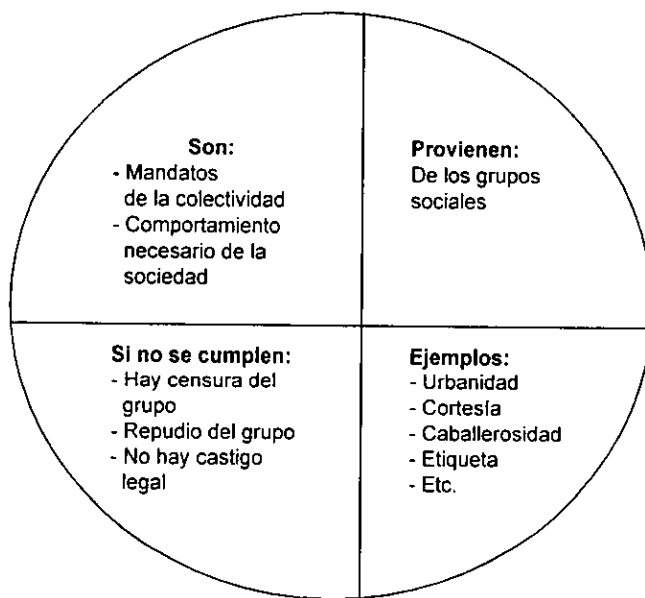 Son:
- Mandatos
de la colectividad
- Comportamiento
necesario de la
sociedad
Provienen:
De los grupos
sociales
Si no se cumplen:
- Hay censura del
grupo
- Repudio del grupo
- No hay castigo
legal
Ejemplos:
- Urbanidad
- Cortesía
- Caballerosidad
- Etiqueta
- Etc.